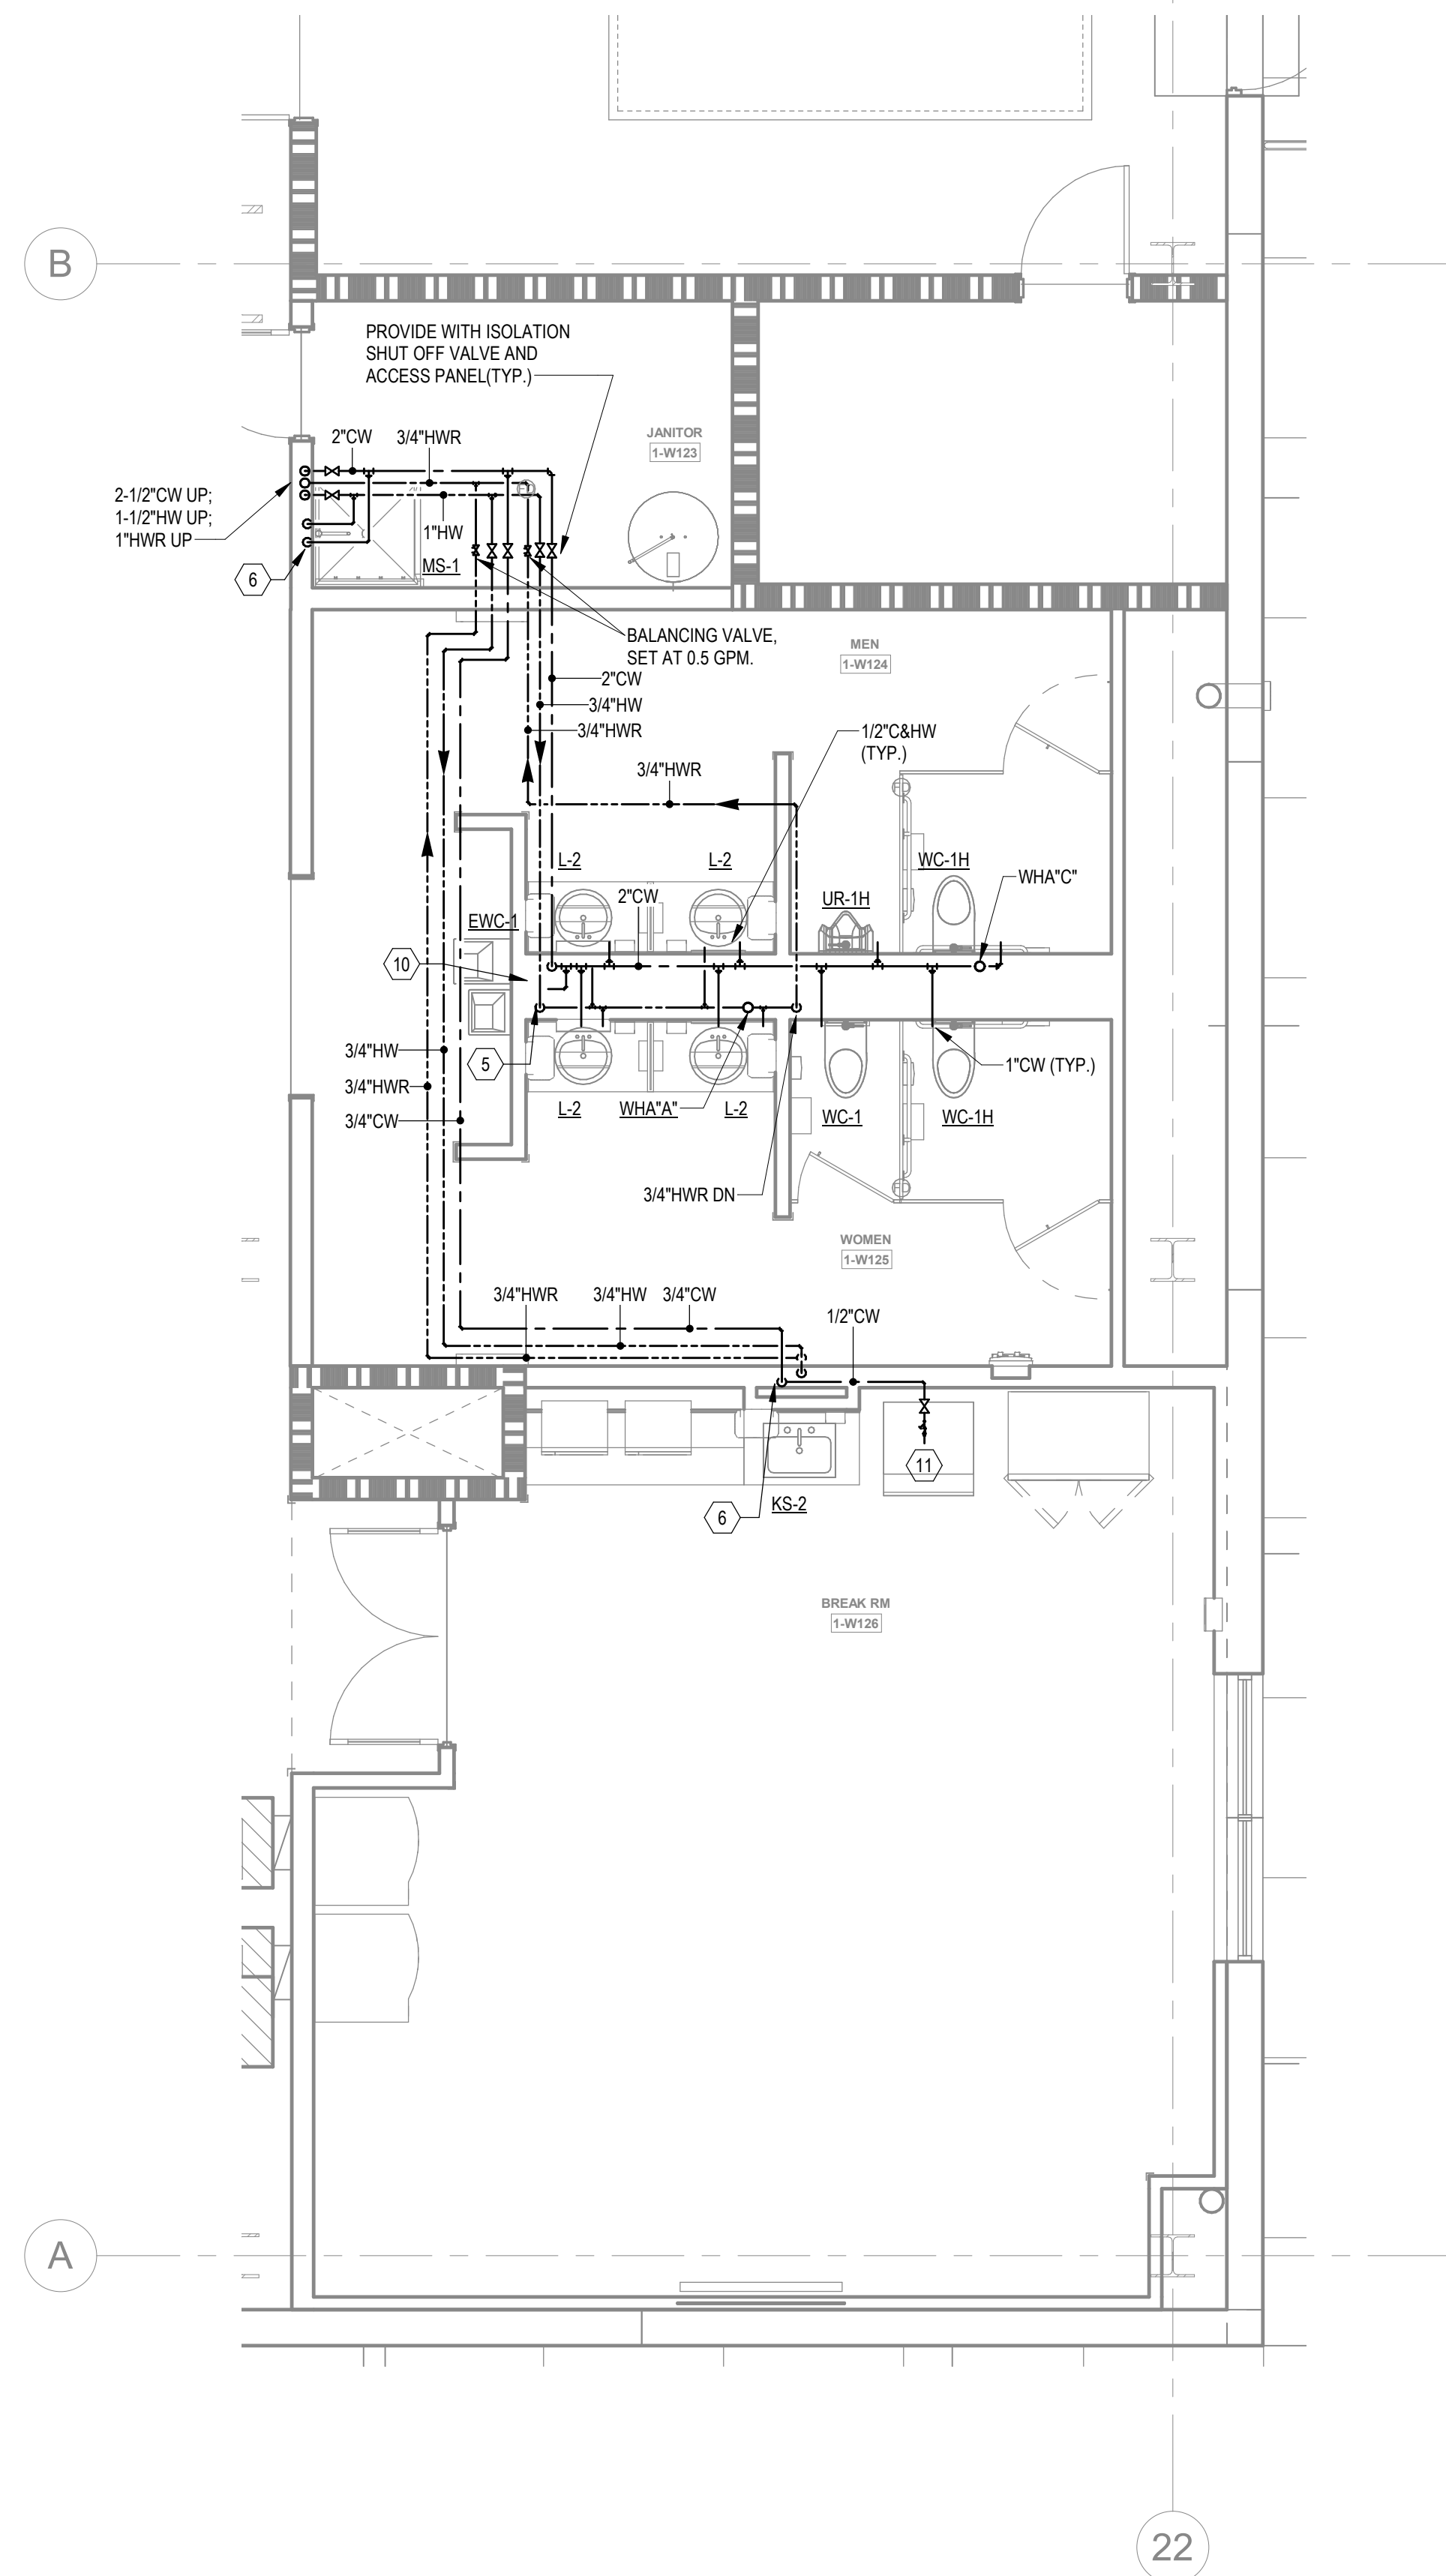 B
PROVIDE WITH ISOLATION
SHUT OFF VALVE AND
ACCESS PANEL(TYP.)
JANITOR
1-W123
2"CW
3/4"HWR
2-1/2"CW UP;
1-1/2"HW UP;
1"HWR UP
1"HW
MS-1
6
BALANCING VALVE,
SET AT 0.5 GPM.
MEN
1-W124
2"CW
3/4"HW
3/4"HWR
1/2"C&HW
(TYP.)
3/4"HWR
L-2
L-2
WC-1H
WHA"C"
2"CW
UR-1H
EWC-1
10
3/4"HW
5
1"CW (TYP.)
3/4"HWR
3/4"CW
L-2
WHA"A"
L-2
WC-1
WC-1H
3/4"HWR DN
WOMEN
1-W125
3/4"HWR
3/4"HW
3/4"CW
1/2"CW
11
6
KS-2
BREAK RM
1-W126
A
22